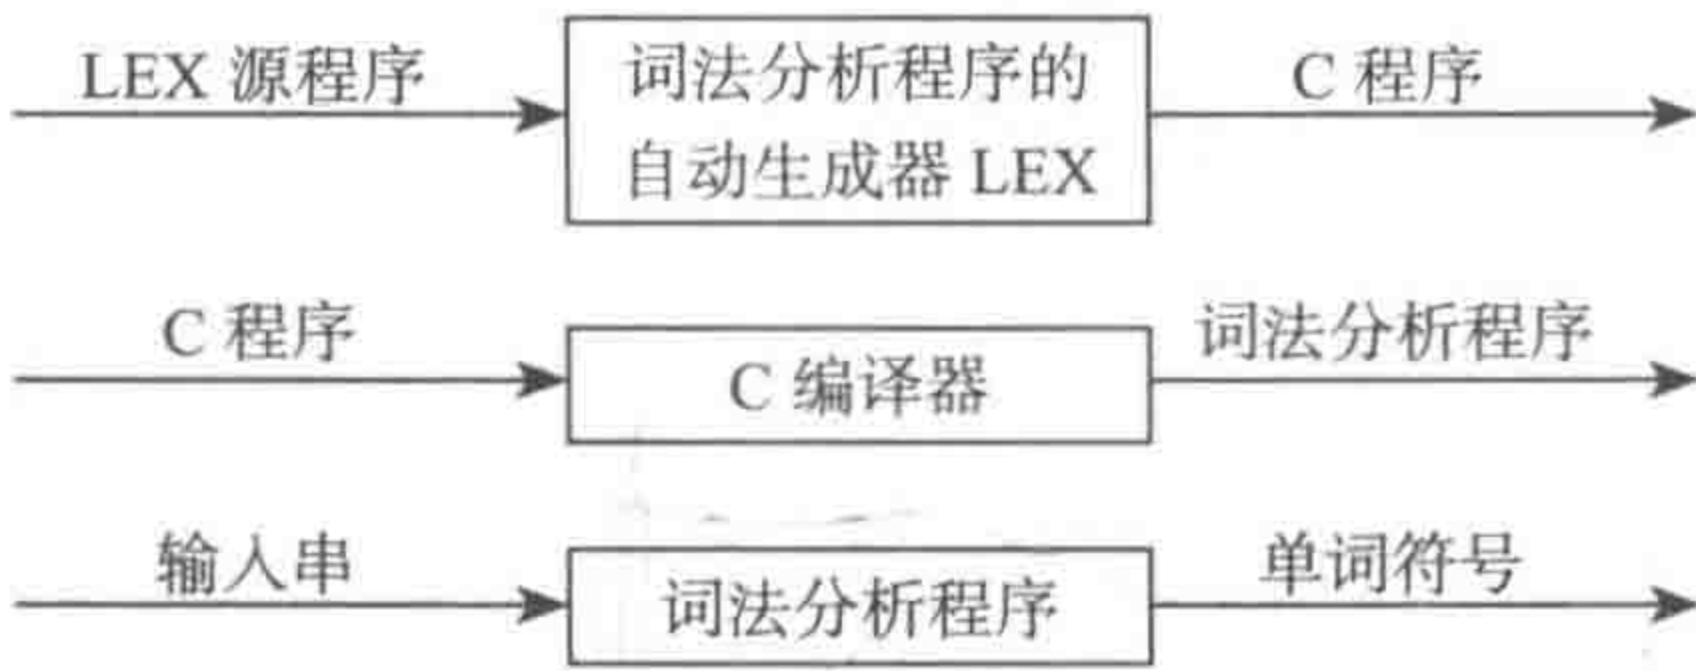 LEX 源程序
词法分析程序的
自动生成器 LEX
C 程序
C 程序
C 编译器
词法分析程序
输入串
词法分析程序
单词符号